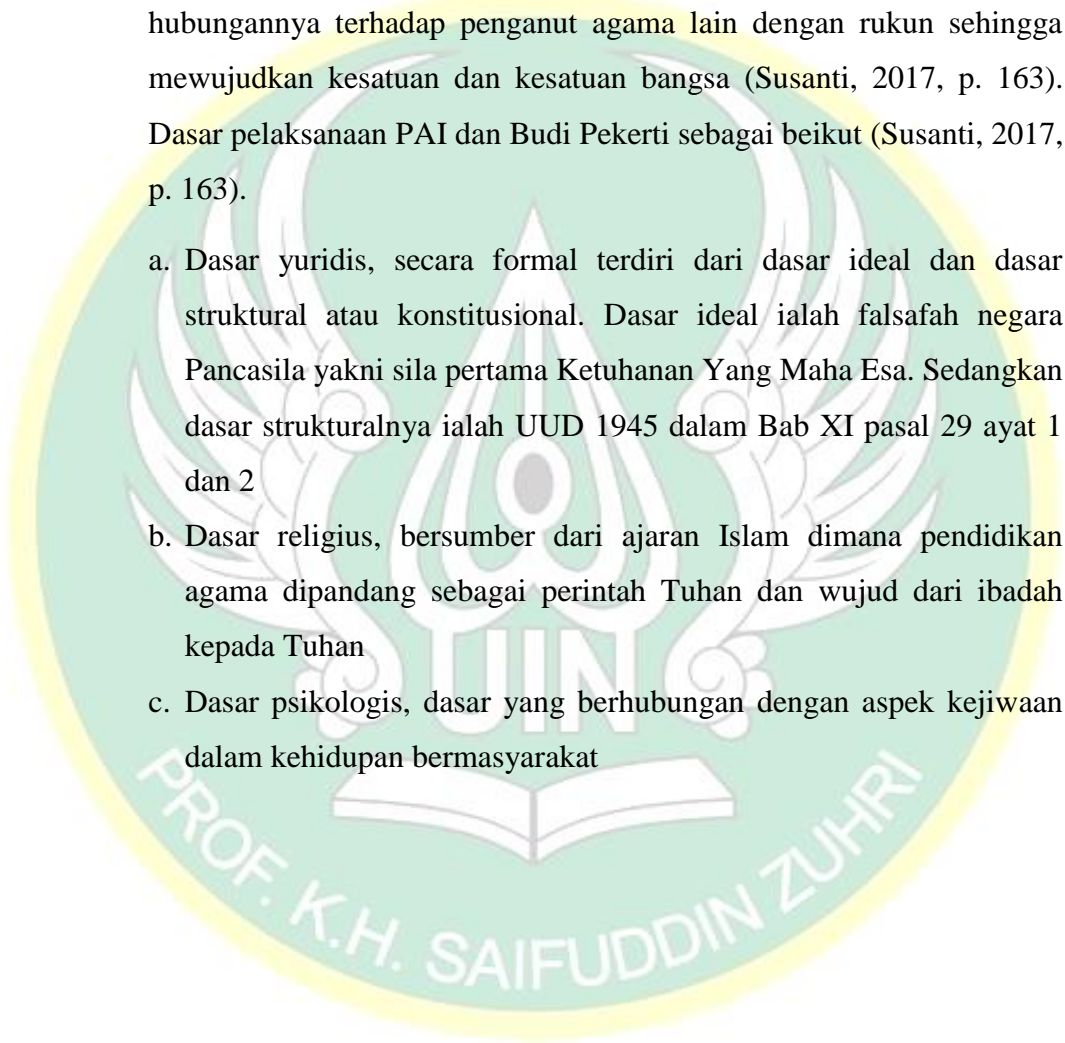 hubungannya terhadap penganut agama lain dengan rukun sehingga
mewujudkan kesatuan dan kesatuan bangsa (Susanti, 2017, p. 163).
Dasar pelaksanaan PAI dan Budi Pekerti sebagai beikut (Susanti, 2017,
p. 163).
a. Dasar yuridis, secara formal terdiri dari dasar ideal dan dasar
struktural atau konstitusional. Dasar ideal ialah falsafah negara
Pancasila yakni sila pertama Ketuhanan Yang Maha Esa. Sedangkan
dasar strukturalnya ialah UUD 1945 dalam Bab XI pasal 29 ayat 1
dan 2
b. Dasar religius, bersumber dari ajaran Islam dimana pendidikan
agama dipandang sebagai perintah Tuhan dan wujud dari ibadah
kepada Tuhan
c. Dasar psikologis, dasar yang berhubungan dengan aspek kejiwaan
dalam kehidupan bermasyarakat
UIN
PROF. K.H. SAIFUDDIN ZUHRI